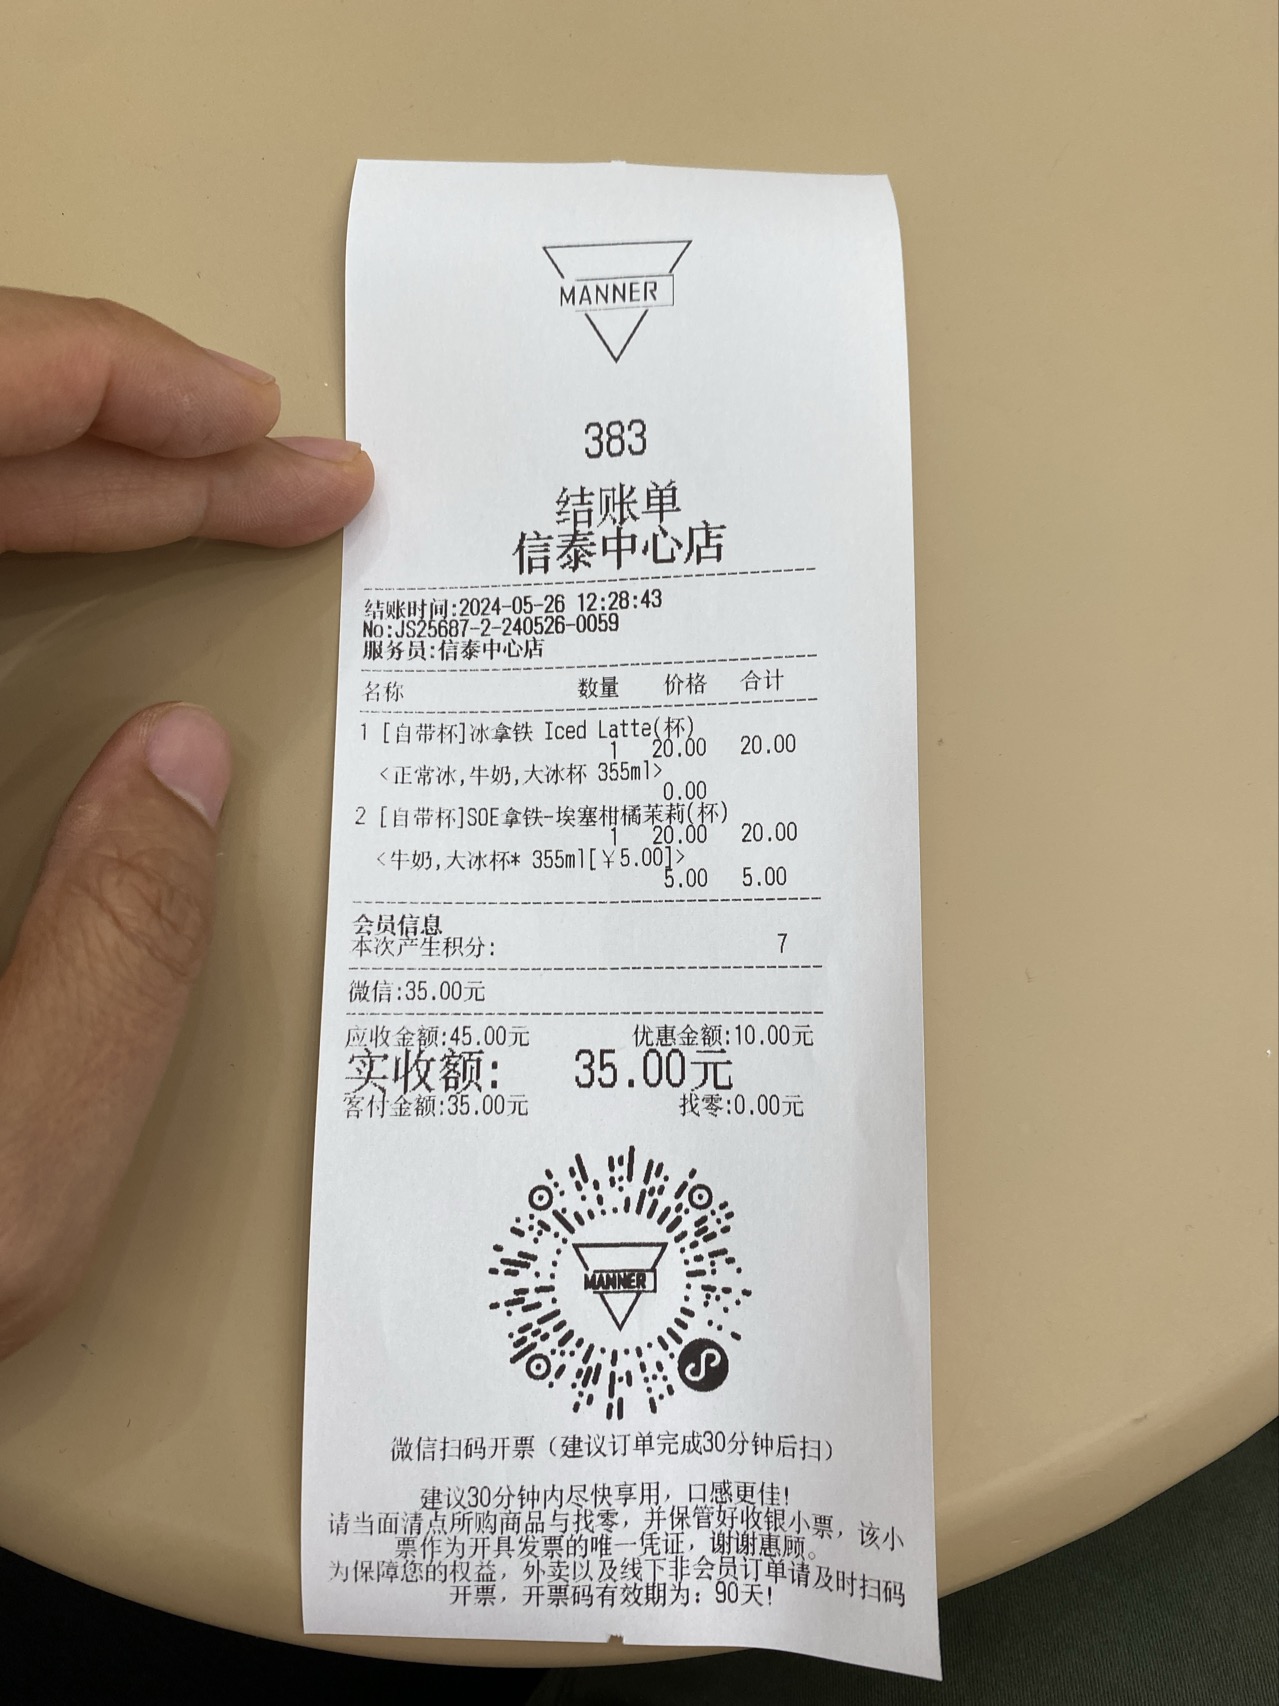 MANNER
383
结账单
信泰中心店
结账时间:2024-05-26 12:28:43
No:JS25687-2-240526-0059
服务员:信泰中心店
名称 数量 价格 合计
1 [自带杯]冰拿铁 Iced Latte(杯)
1 20.00 20.00
<正常冰,牛奶,大冰杯 355ml>
0.00
2 [自带杯]SOE拿铁-埃塞柑橘茉莉(杯)
1 20.00 20.00
<牛奶,大冰杯* 355ml[￥5.00]>
5.00 5.00
会员信息
本次产生积分: 7
微信:35.00元
应收金额:45.00元 优惠金额:10.00元
实收额: 35.00元
客付金额:35.00元 找零:0.00元
MANNER
微信扫码开票（建议订单完成30分钟后扫）
建议30分钟内尽快享用，口感更佳!
请当面清点所购商品与找零，并保管好收银小票，该小
票作为开具发票的唯一凭证，谢谢惠顾。
为保障您的权益，外卖以及线下非会员订单请及时扫码
开票，开票码有效期为：90天!